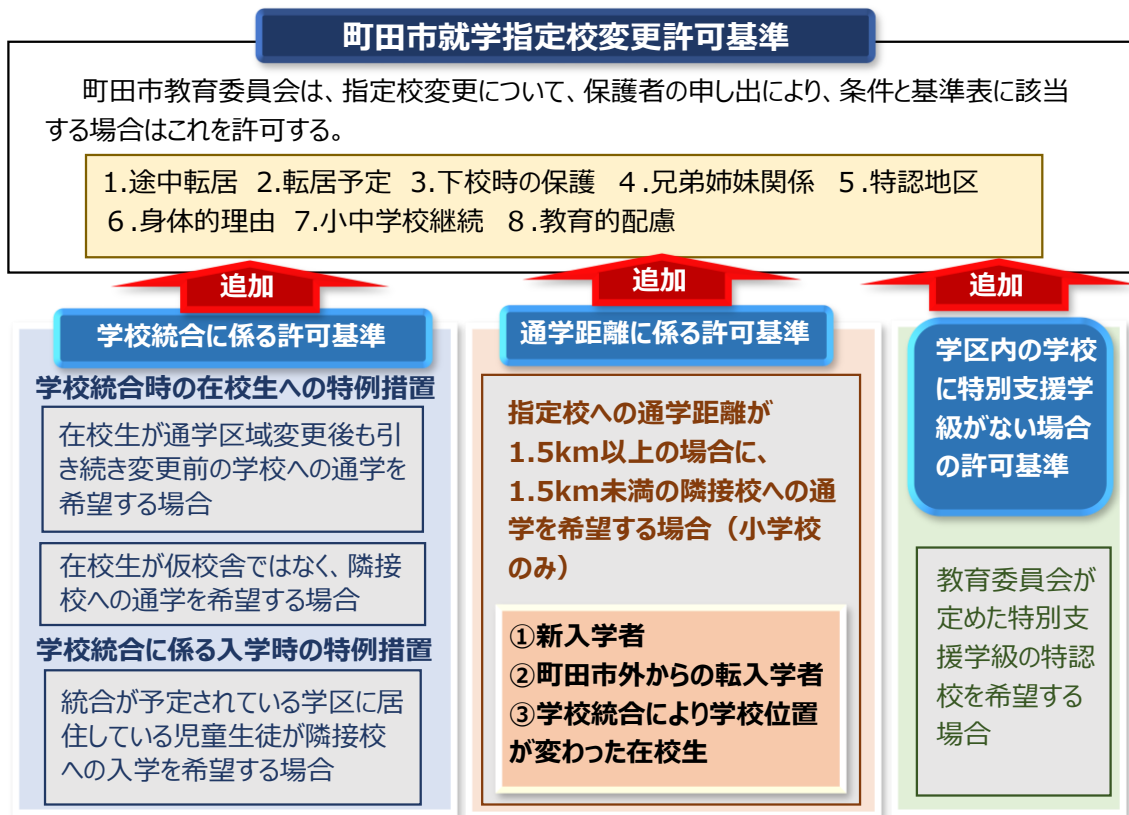 町田市就学指定校変更許可基準
町田市教育委員会は、指定校変更について、保護者の申し出により、条件と基準表に該当
する場合はこれを許可する。
1.途中転居 2.転居予定 3.下校時の保護 ４.兄弟姉妹関係 ５.特認地区
６.身体的理由 7.小中学校継続 ８.教育的配慮
追加
学校統合に係る許可基準
学校統合時の在校生への特例措置
在校生が通学区域変更後も引
き続き変更前の学校への通学を
希望する場合
在校生が仮校舎ではなく、隣接
校への通学を希望する場合
学校統合に係る入学時の特例措置
統合が予定されている学区に居
住している児童生徒が隣接校
への入学を希望する場合
追加
通学距離に係る許可基準
指定校への通学距離が
1.5km以上の場合に、
1.5km未満の隣接校への通
学を希望する場合（小学校
のみ）
①新入学者
②町田市外からの転入学者
③学校統合により学校位置
が変わった在校生
追加
学区内の学校
に特別支援学
級がない場合
の許可基準
教育委員会が
定めた特別支
援学級の特認
校を希望する
場合